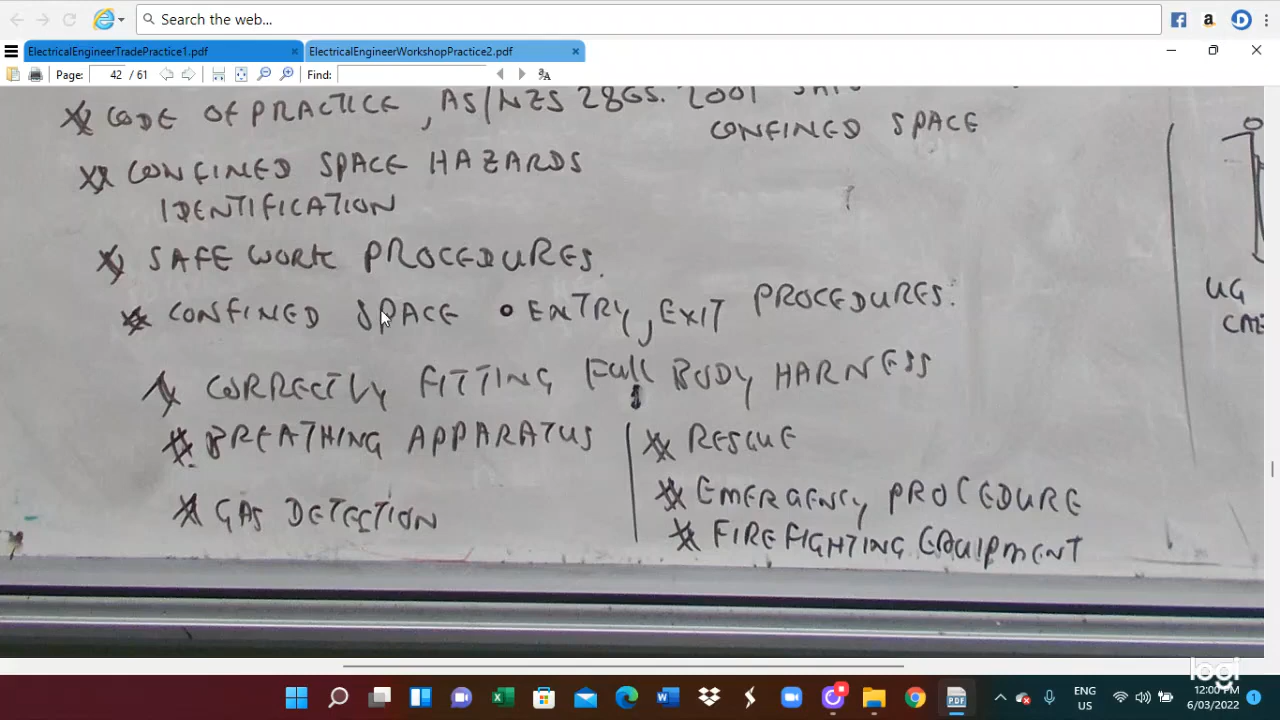 Search the web...
ElectricalEngineerTradePractice1.pdf
ElectricalEngineerWorkshopPractice2.pdf
Page: 42 / 61
Find:
CODE OF PRACTICE, AS/NZS 2865. 2001
CONFINED SPACE
CONFINED SPACE HAZARDS
IDENTIFICATION
SAFE WORK PROCEDURES.
CONFINED SPACE ENTRY, EXIT PROCEDURES.
CORRECTLY FITTING Full BODY HARNESS
BREATHING APPARATUS
GAS DETECTION
RESCUE
EMERGENCY PROCEDURE
FIREFIGHTING EQUIPMENT
UG
logi
ENG
US
12:00 PM
6/03/2022